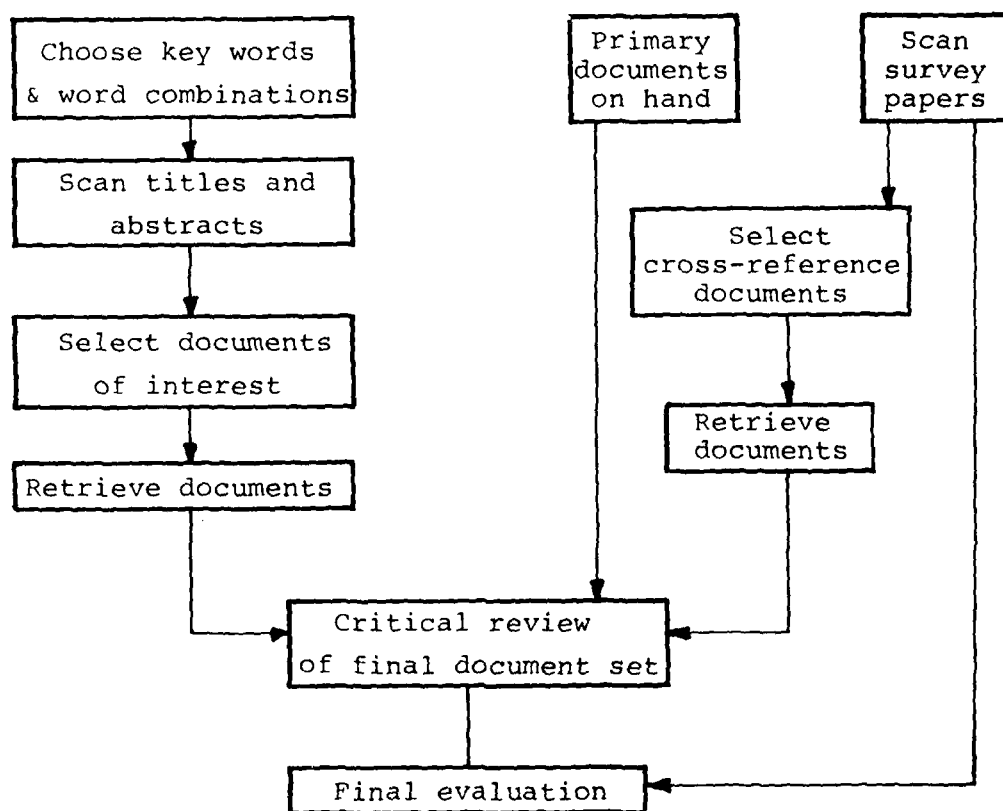 Choose key words
& word combinations
Primary
documents
on hand
Scan
survey
papers
Scan titles and
abstracts
Select
cross-reference
documents
Select documents
of interest
Retrieve
documents
Retrieve documents
Critical review
of final document set
Final evaluation